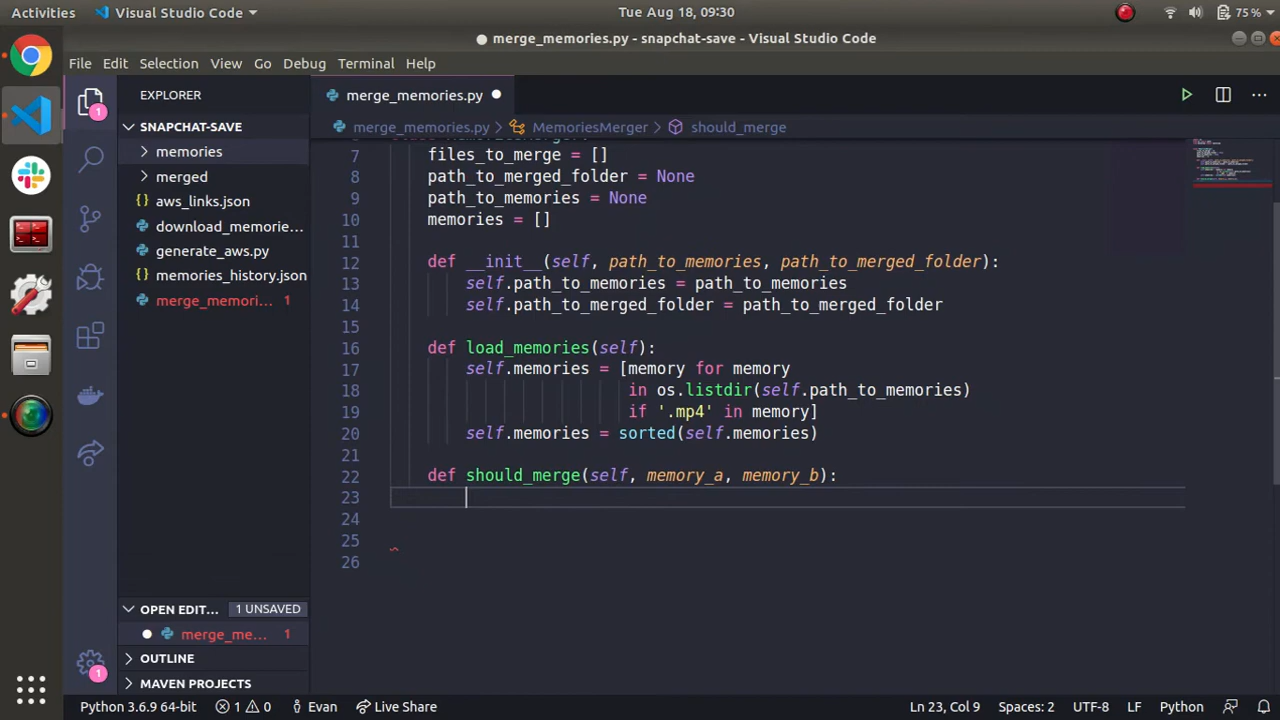 Activities
Visual Studio Code
Tue Aug 18, 09:30
75 %
merge_memories.py - snapchat-save - Visual Studio Code
File Edit Selection View Go Debug Terminal Help
EXPLORER
SNAPCHAT-SAVE
memories
merged
aws_links.json
download_memorie...
generate_aws.py
memories_history.json
merge_memori... 1
OPEN EDIT... 1 UNSAVED
merge_me... 1
OUTLINE
MAVEN PROJECTS
1
1
merge_memories.py
merge_memories.py > MemoriesMerger > should_merge
7 files_to_merge = []
8 path_to_merged_folder = None
9 path_to_memories = None
10 memories = []
11
12 def __init__(self, path_to_memories, path_to_merged_folder):
13 self.path_to_memories = path_to_memories
14 self.path_to_merged_folder = path_to_merged_folder
15
16 def load_memories(self):
17 self.memories = [memory for memory
18 in os.listdir(self.path_to_memories)
19 if '.mp4' in memory]
20 self.memories = sorted(self.memories)
21
22 def should_merge(self, memory_a, memory_b):
23
24
25
26
Python 3.6.9 64-bit 1 0 Evan Live Share Ln 23, Col 9 Spaces: 2 UTF-8 LF Python